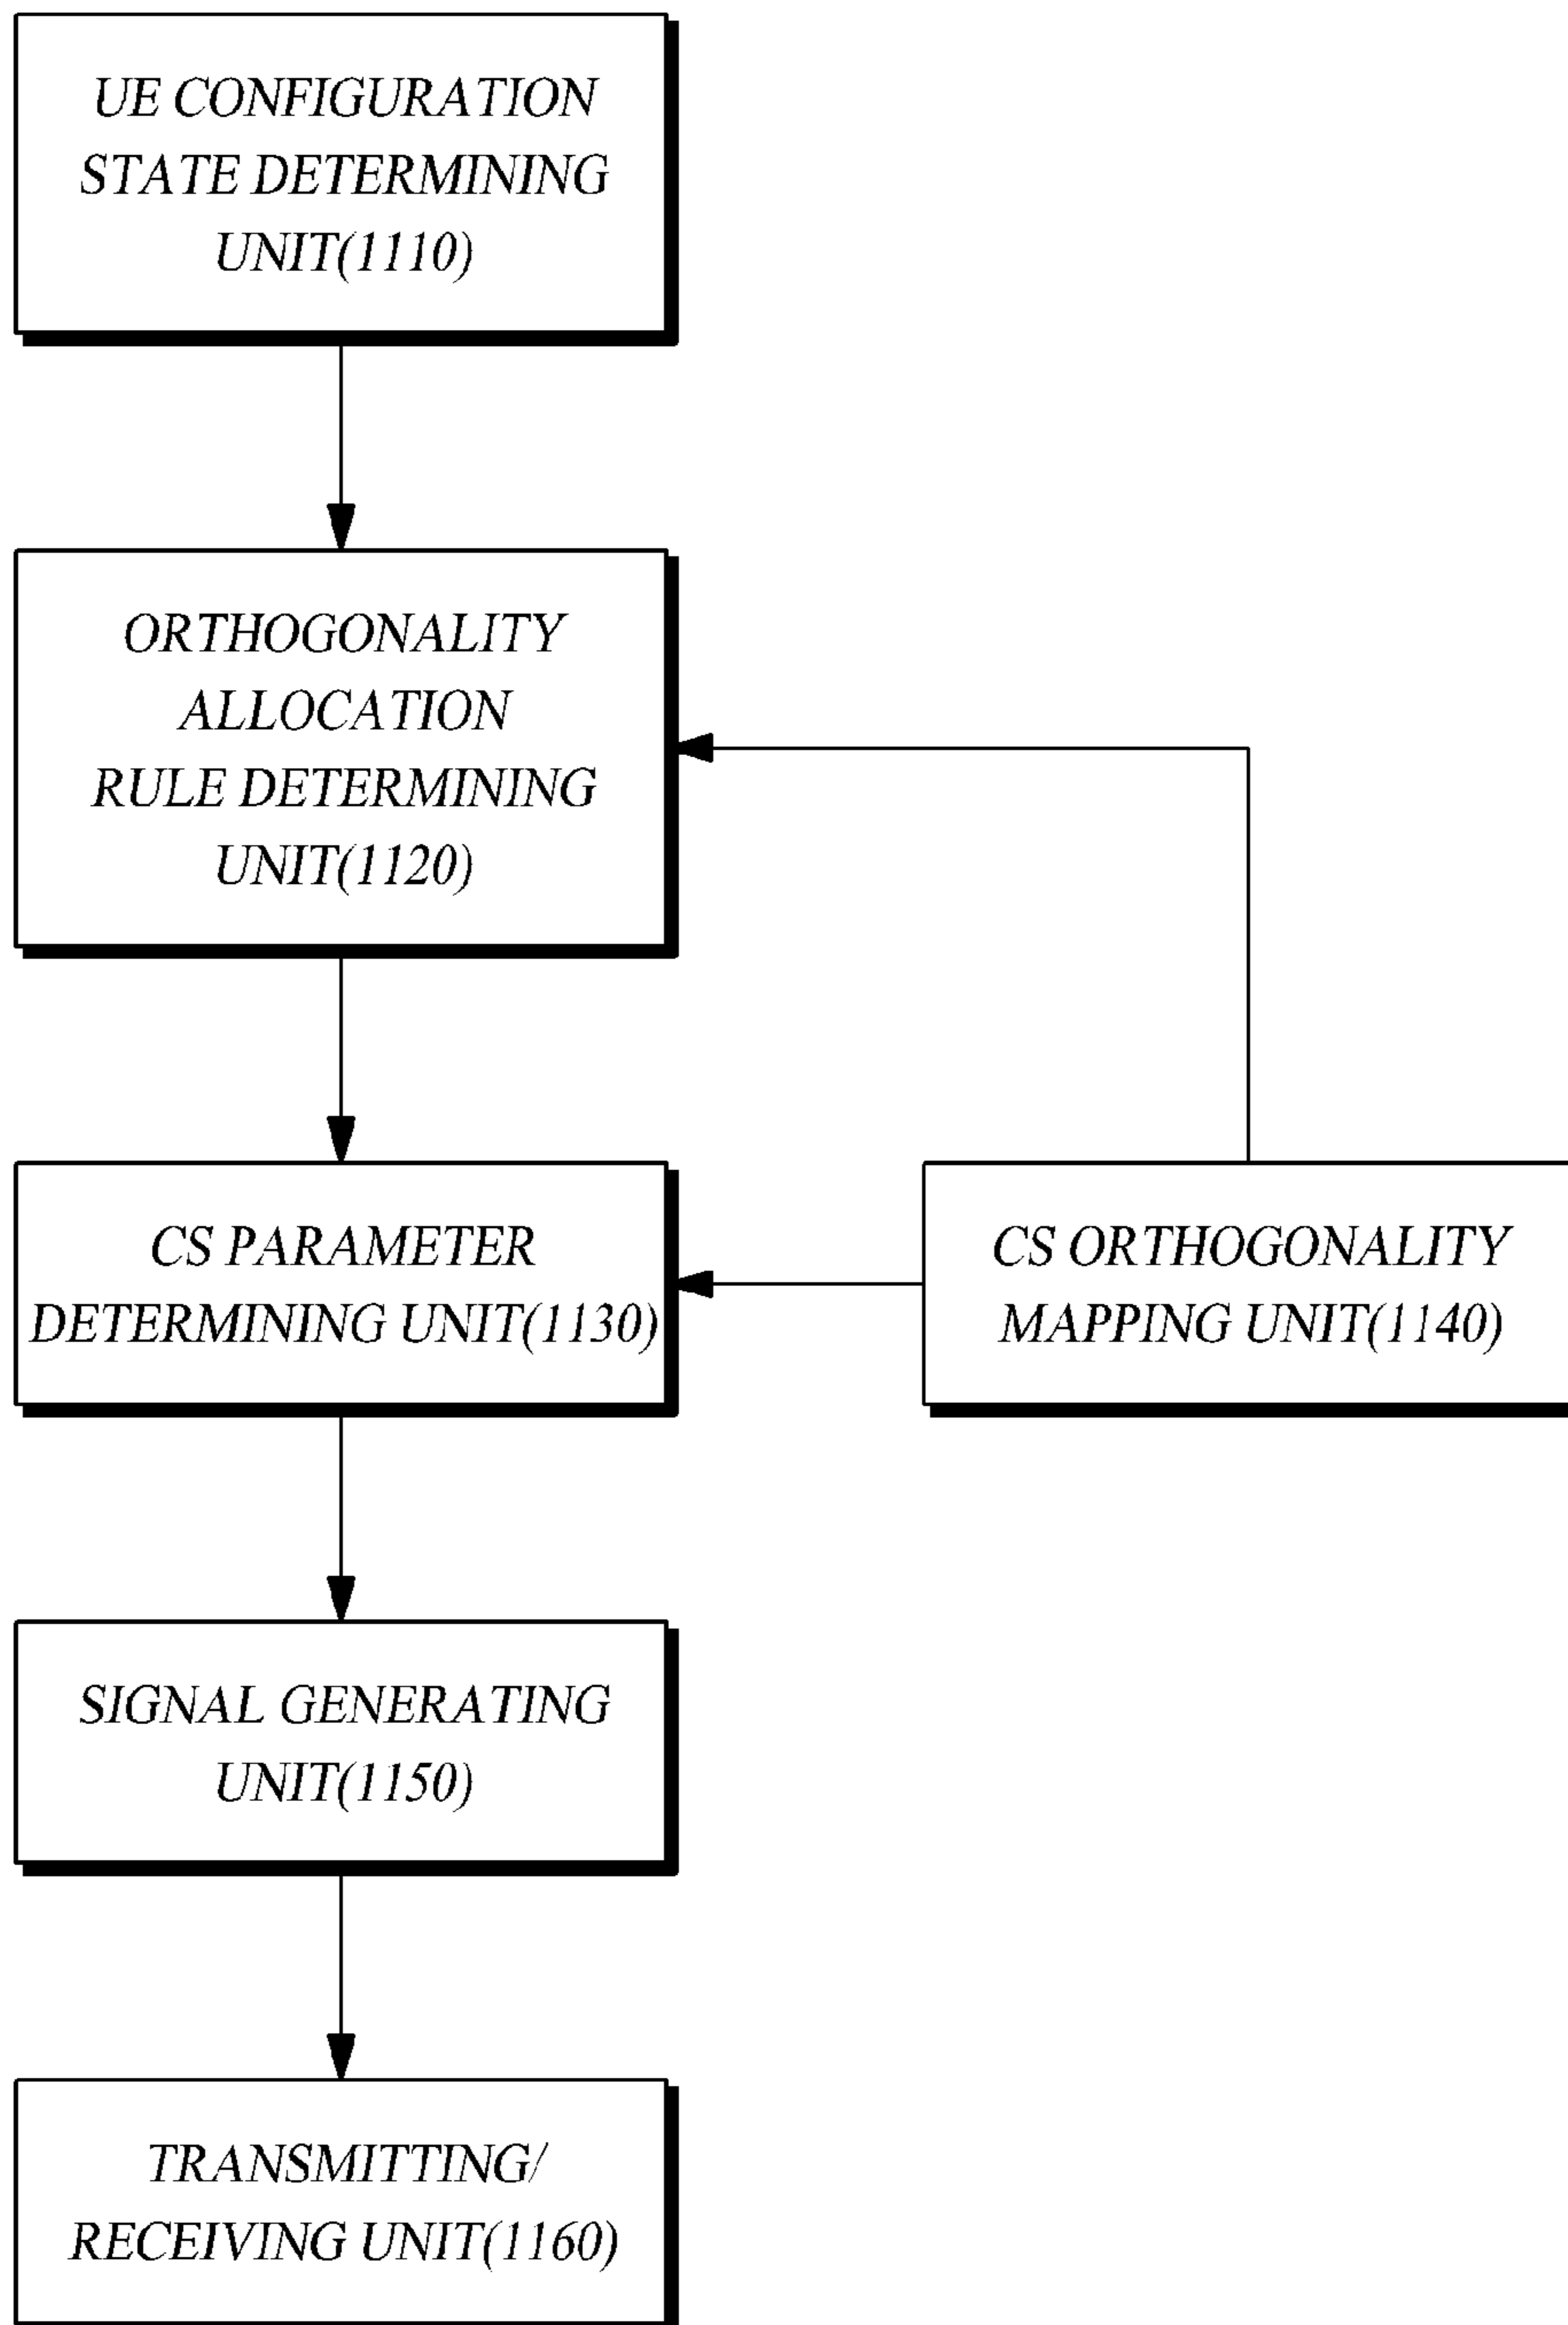 UE CONFIGURATION
STATE DETERMINING
UNIT(1110)
ORTHOGONALITY
ALLOCATION
RULE DETERMINING
UNIT(1120)
CS PARAMETER
DETERMINING UNIT(1130)
CS ORTHOGONALITY
MAPPING UNIT(1140)
SIGNAL GENERATING
UNIT(1150)
TRANSMITTING/
RECEIVING UNIT(1160)